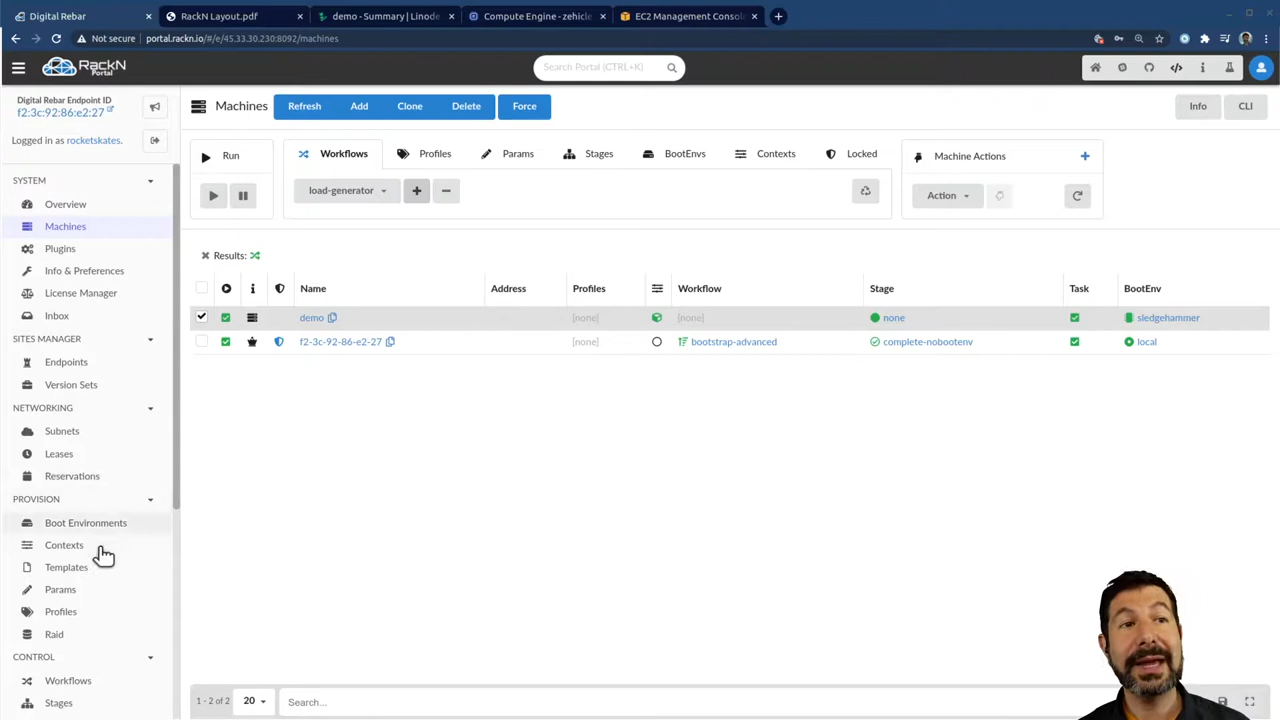 Digital Rebar
RackN Layout.pdf
demo - Summary | Linode
Compute Engine - zehicle
EC2 Management Consol
Not secure
portal.rackn.io/#/e/45.33.30.230:8092/machines
RackN Portal
Search Portal (CTRL+K)
Digital Rebar Endpoint ID
f2:3c:92:86:e2:27
Logged in as rocketskates.
Machines
Refresh
Add
Clone
Delete
Force
Info
CLI
SYSTEM
Overview
Machines
Plugins
Info & Preferences
License Manager
Inbox
SITES MANAGER
Endpoints
Version Sets
NETWORKING
Subnets
Leases
Reservations
PROVISION
Boot Environments
Contexts
Templates
Params
Profiles
Raid
CONTROL
Workflows
Stages
Run
Workflows
Profiles
Params
Stages
BootEnvs
Contexts
Locked
load-generator
Machine Actions
Action
Results:
Name Address Profiles Workflow Stage Task BootEnv
demo [none] [none] none sledgehammer
f2-3c-92-86-e2-27 [none] bootstrap-advanced complete-nobootenv local
1 - 2 of 2
20
Search...